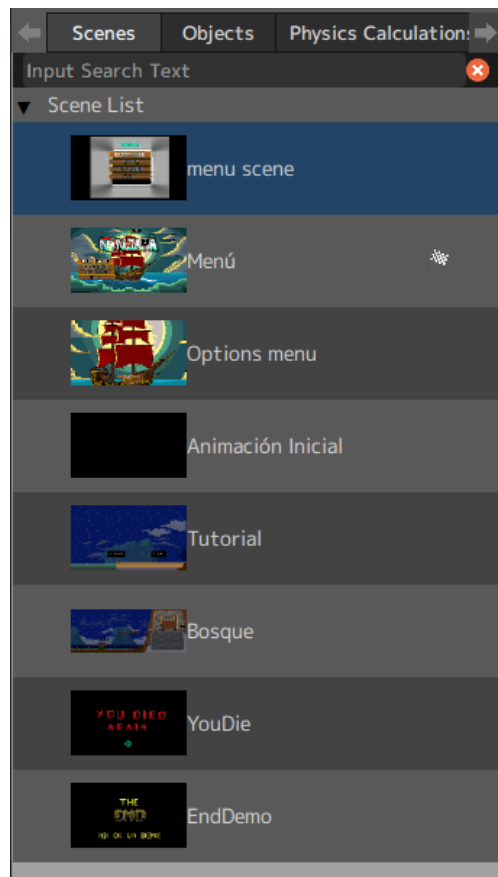 Scenes Objects Physics Calculation
Input Search Text
Scene List
menu scene
Menú
Options menu
Animación Inicial
Tutorial
Bosque
YOU DIED
AGAIN
YouDie
THE
END
EndDemo